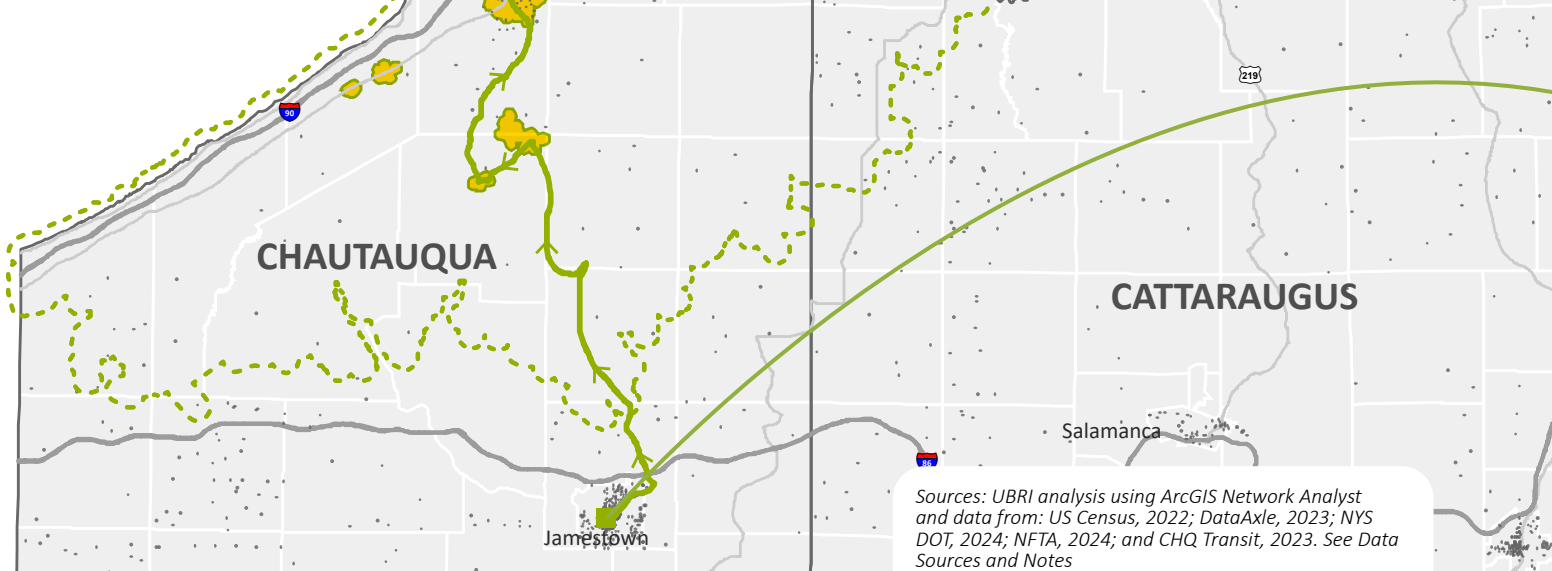 219
90
CHAUTAUQUA
CATTARAUGUS
Salamanca
86
Sources: UBRI analysis using ArcGIS Network Analyst
and data from: US Census, 2022; DataAxle, 2023; NYS
DOT, 2024; NFTA, 2024; and CHQ Transit, 2023. See Data
Sources and Notes
Jamestown